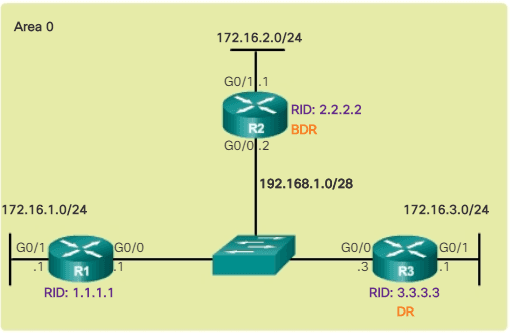 Area 0
172.16.2.0/24
G0/1 .1
RID: 2.2.2.2
R2
BDR
G0/0 .2
192.168.1.0/28
172.16.1.0/24
172.16.3.0/24
G0/1
G0/0
G0/0
G0/1
.1
R1
.1
.3
R3
.1
RID: 1.1.1.1
RID: 3.3.3.3
DR